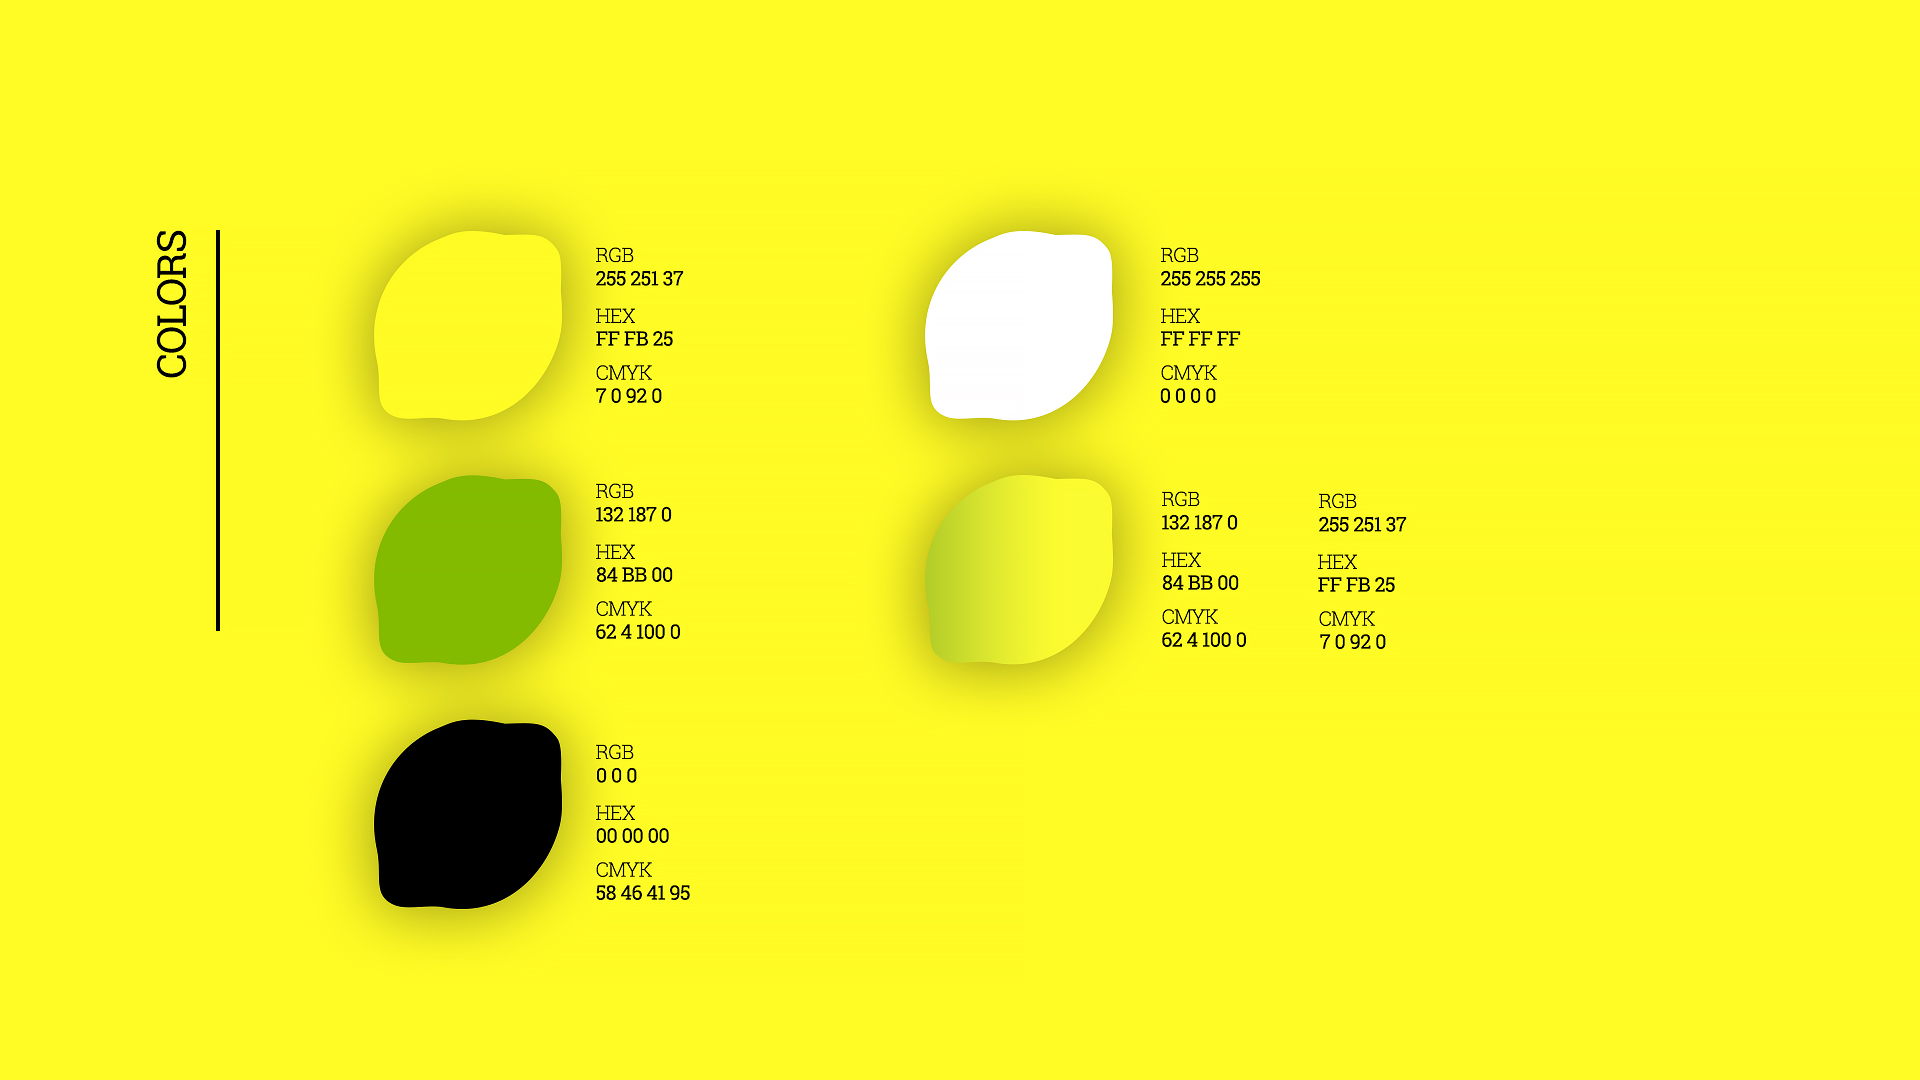 COLORS
RGB
255 251 37
HEX
FF FB 25
CMYK
7 0 92 0
RGB
255 255 255
HEX
FF FF FF
CMYK
0 0 0 0
RGB
132 187 0
HEX
84 BB 00
CMYK
62 4 100 0
RGB
132 187 0
HEX
84 BB 00
CMYK
62 4 100 0
RGB
255 251 37
HEX
FF FB 25
CMYK
7 0 92 0
RGB
0 0 0
HEX
00 00 00
CMYK
58 46 41 95